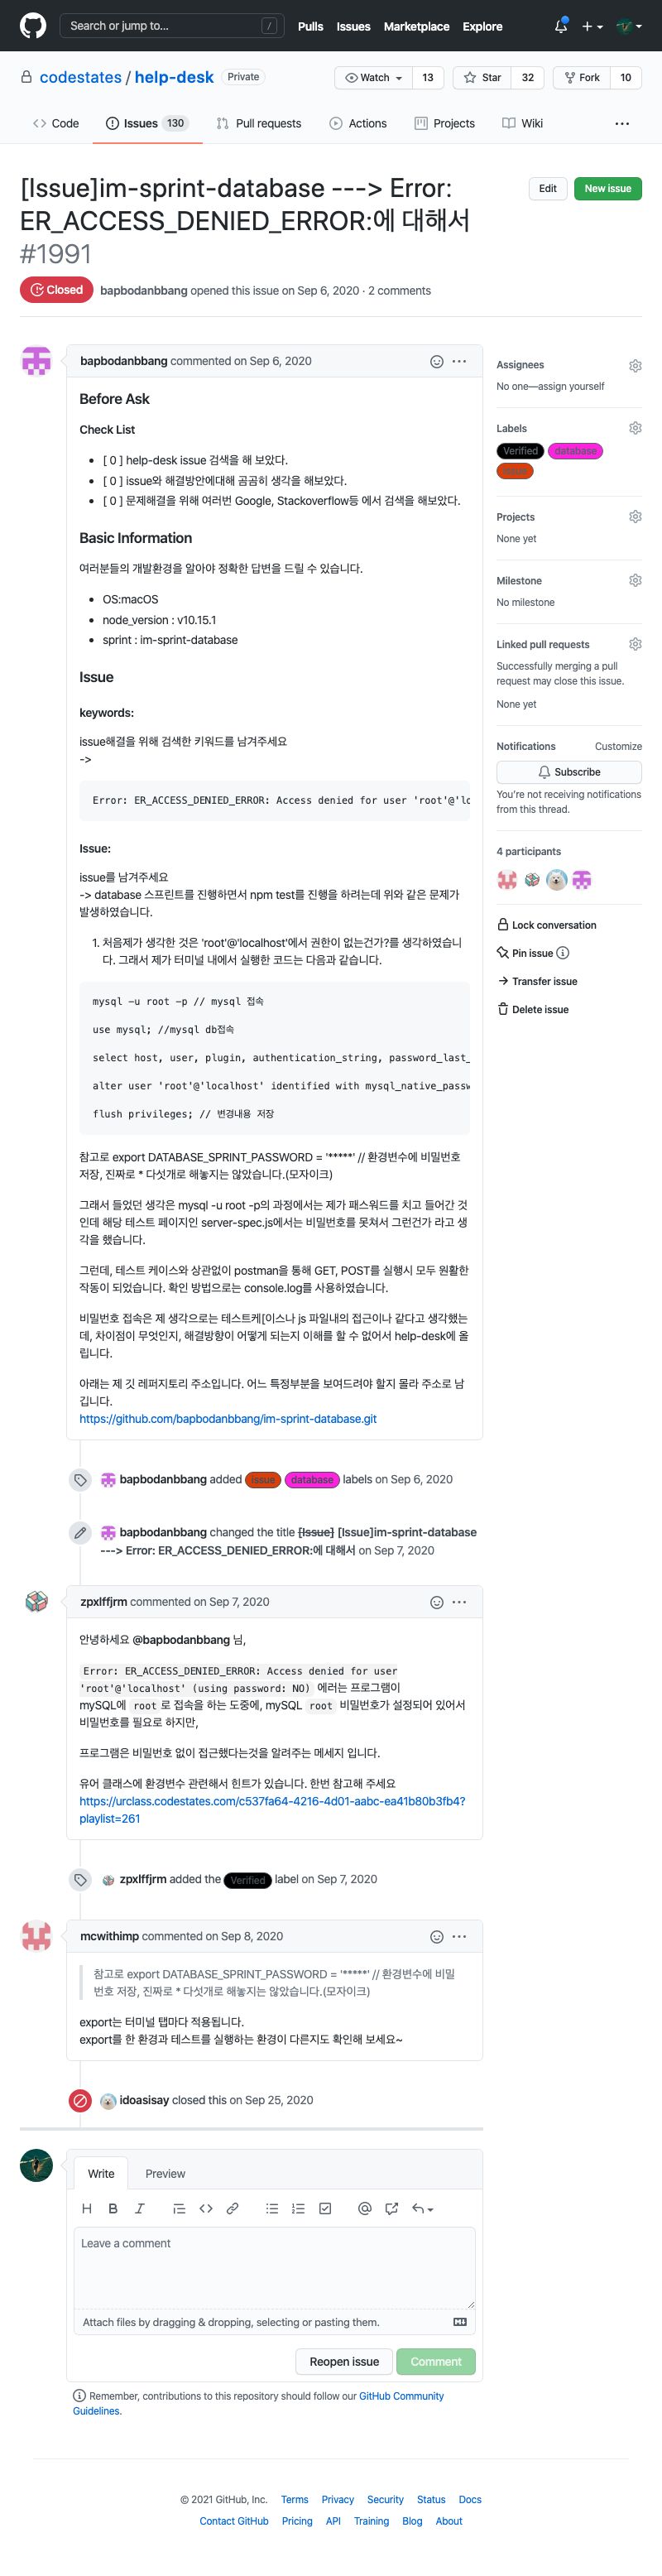 Search or jump to...
/
Pulls Issues Marketplace Explore
codestates / help-desk Private
Watch 13 Star 32 Fork 10
Code Issues 130 Pull requests Actions Projects Wiki
[Issue]im-sprint-database ---> Error:
ER_ACCESS_DENIED_ERROR:에 대해서
#1991
Edit New issue
Closed bapbodanbbang opened this issue on Sep 6, 2020 · 2 comments
bapbodanbbang commented on Sep 6, 2020
Before Ask
Check List
[ 0 ] help-desk issue 검색을 해 보았다.
[ 0 ] issue와 해결방안에대해 곰곰히 생각을 해보았다.
[ 0 ] 문제해결을 위해 여러번 Google, Stackoverflow등 에서 검색을 해보았다.
Basic Information
여러분들의 개발환경을 알아야 정확한 답변을 드릴 수 있습니다.
OS:macOS
node_version : v10.15.1
sprint : im-sprint-database
Issue
keywords:
issue해결을 위해 검색한 키워드를 남겨주세요
->
Error: ER_ACCESS_DENIED_ERROR: Access denied for user 'root'@'lo
Issue:
issue를 남겨주세요
-> database 스프린트를 진행하면서 npm test를 진행을 하려는데 위와 같은 문제가
발생하였습니다.
1. 처음제가 생각한 것은 'root'@'localhost'에서 권한이 없는건가?를 생각하였습니
다. 그래서 제가 터미널 내에서 실행한 코드는 다음과 같습니다.
mysql -u root -p // mysql 접속
use mysql; //mysql db접속
select host, user, plugin, authentication_string, password_last_
alter user 'root'@'localhost' identified with mysql_native_passw
flush privileges; // 변경내용 저장
참고로 export DATABASE_SPRINT_PASSWORD = '*****' // 환경변수에 비밀번호
저장, 진짜로 * 다섯개로 해놓지는 않았습니다.(모자이크)
그래서 들었던 생각은 mysql -u root -p의 과정에서는 제가 패스워드를 치고 들어간 것
인데 해당 테스트 페이지인 server-spec.js에서는 비밀번호를 못쳐서 그런건가 라고 생
각을 했습니다.
그런데, 테스트 케이스와 상관없이 postman을 통해 GET, POST를 실행시 모두 원활한
작동이 되었습니다. 확인 방법으로는 console.log를 사용하였습니다.
비밀번호 접속은 제 생각으로는 테스트케[이스나 js 파일내의 접근이나 같다고 생각했는
데, 차이점이 무엇인지, 해결방향이 어떻게 되는지 이해를 할 수 없어서 help-desk에 올
립니다.
아래는 제 깃 레퍼지토리 주소입니다. 어느 특정부분을 보여드려야 할지 몰라 주소로 남
깁니다.
https://github.com/bapbodanbbang/im-sprint-database.git
bapbodanbbang added issue database labels on Sep 6, 2020
bapbodanbbang changed the title [Issue] [Issue]im-sprint-database
---> Error: ER_ACCESS_DENIED_ERROR:에 대해서 on Sep 7, 2020
zpxlffjrm commented on Sep 7, 2020
안녕하세요 @bapbodanbbang 님,
Error: ER_ACCESS_DENIED_ERROR: Access denied for user
'root'@'localhost' (using password: NO) 에러는 프로그램이
mySQL에 root 로 접속을 하는 도중에, mySQL root 비밀번호가 설정되어 있어서
비밀번호를 필요로 하지만,
프로그램은 비밀번호 없이 접근했다는것을 알려주는 메세지 입니다.
유어 클래스에 환경변수 관련해서 힌트가 있습니다. 한번 참고해 주세요
https://urclass.codestates.com/c537fa64-4216-4d01-aabc-ea41b80b3fb4?
playlist=261
zpxlffjrm added the Verified label on Sep 7, 2020
mcwithimp commented on Sep 8, 2020
참고로 export DATABASE_SPRINT_PASSWORD = '*****' // 환경변수에 비밀
번호 저장, 진짜로 * 다섯개로 해놓지는 않았습니다.(모자이크)
export는 터미널 탭마다 적용됩니다.
export를 한 환경과 테스트를 실행하는 환경이 다른지도 확인해 보세요~
idoasisay closed this on Sep 25, 2020
Write Preview
Leave a comment
Attach files by dragging & dropping, selecting or pasting them.
Reopen issue Comment
Remember, contributions to this repository should follow our GitHub Community
Guidelines.
Assignees
No one—assign yourself
Labels
Verified database
issue
Projects
None yet
Milestone
No milestone
Linked pull requests
Successfully merging a pull
request may close this issue.
None yet
Notifications Customize
Subscribe
You're not receiving notifications
from this thread.
4 participants
Lock conversation
Pin issue
Transfer issue
Delete issue
© 2021 GitHub, Inc. Terms Privacy Security Status Docs
Contact GitHub Pricing API Training Blog About